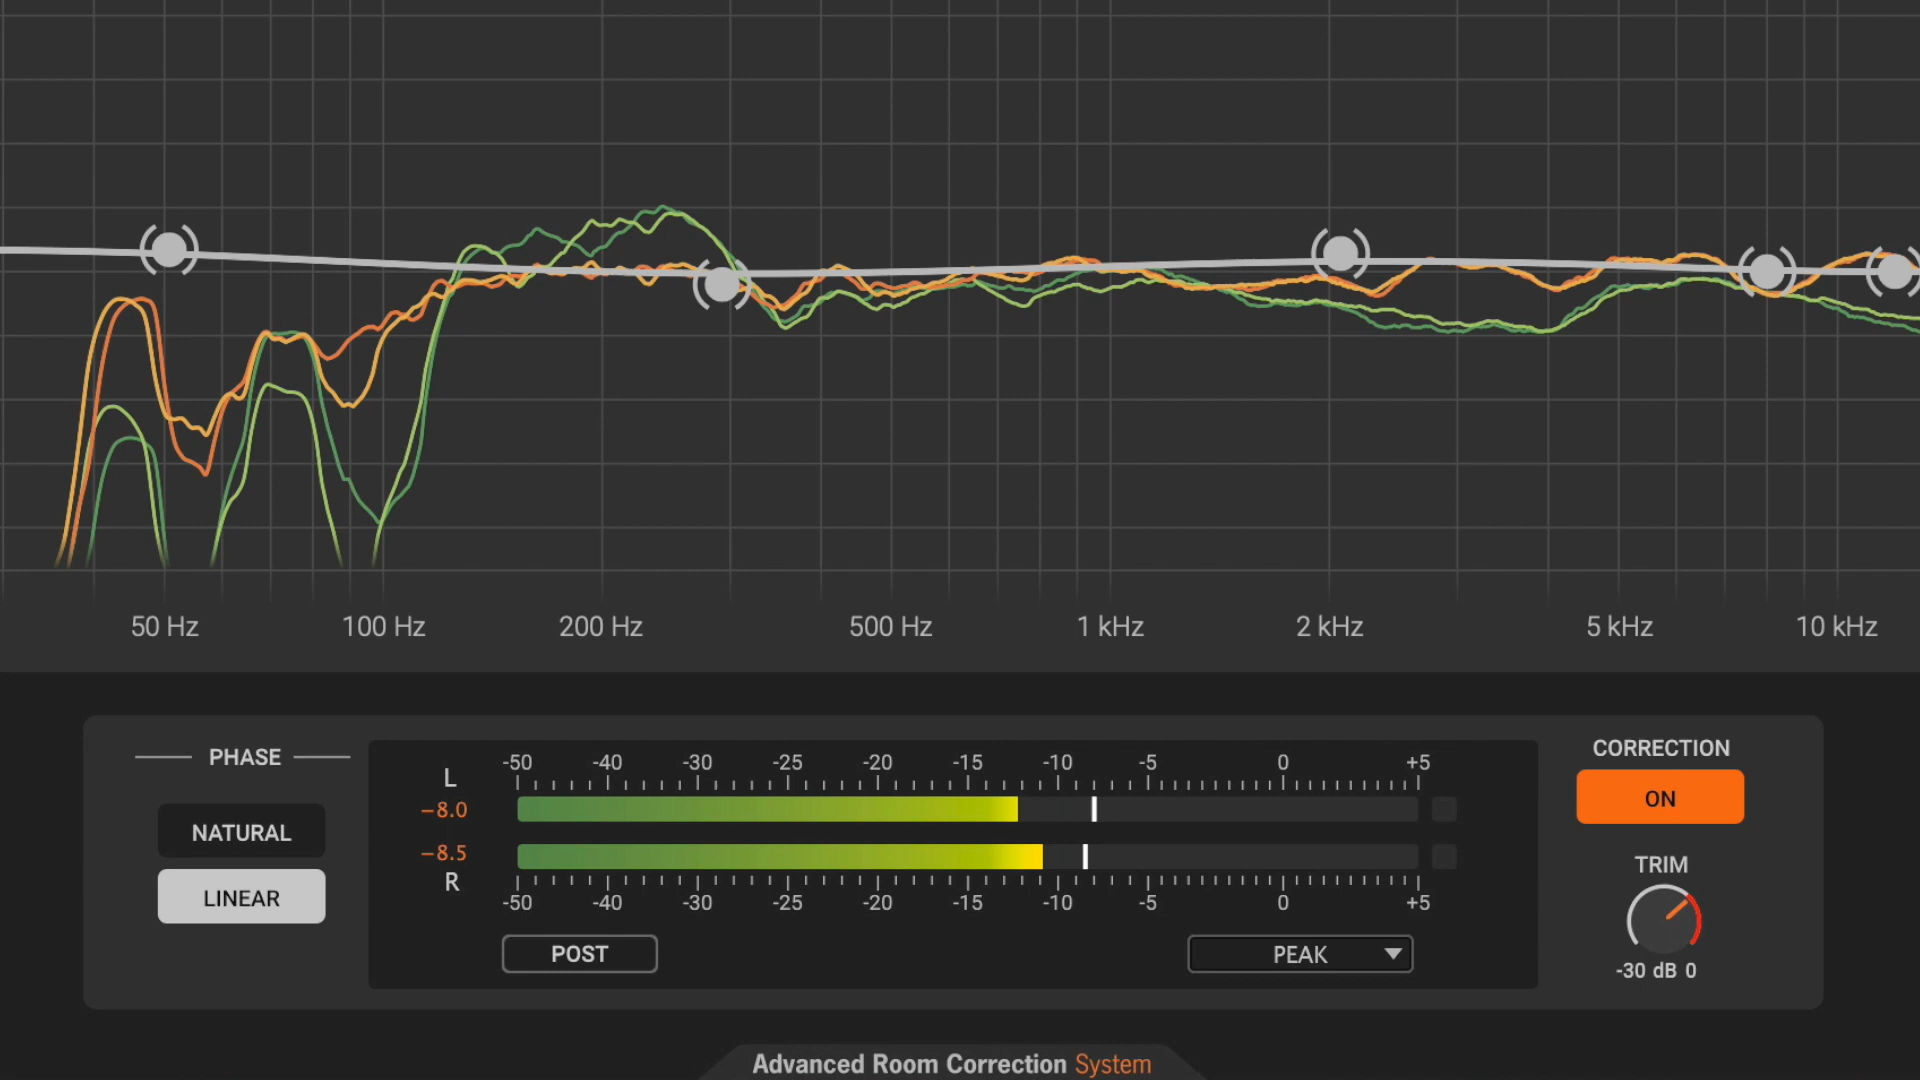 50 Hz 100 Hz 200 Hz 500 Hz 1 kHz 2 kHz 5 kHz 10 kHz
PHASE
NATURAL
LINEAR
-50 -40 -30 -25 -20 -15 -10 -5 0 +5
L
−8.0
−8.5
R
-50 -40 -30 -25 -20 -15 -10 -5 0 +5
POST
PEAK
CORRECTION
ON
TRIM
-30 dB 0
Advanced Room Correction System